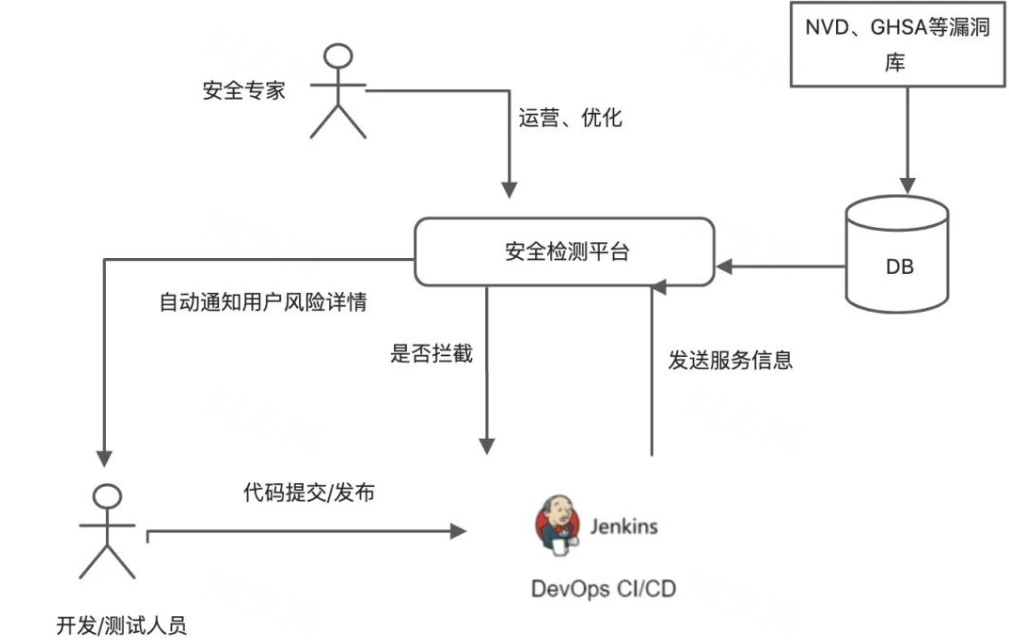 NVD、GHSA等漏洞
库
安全专家
运营、优化
安全检测平台
DB
自动通知用户风险详情
是否拦截
发送服务信息
代码提交/发布
Jenkins
DevOps CI/CD
开发/测试人员